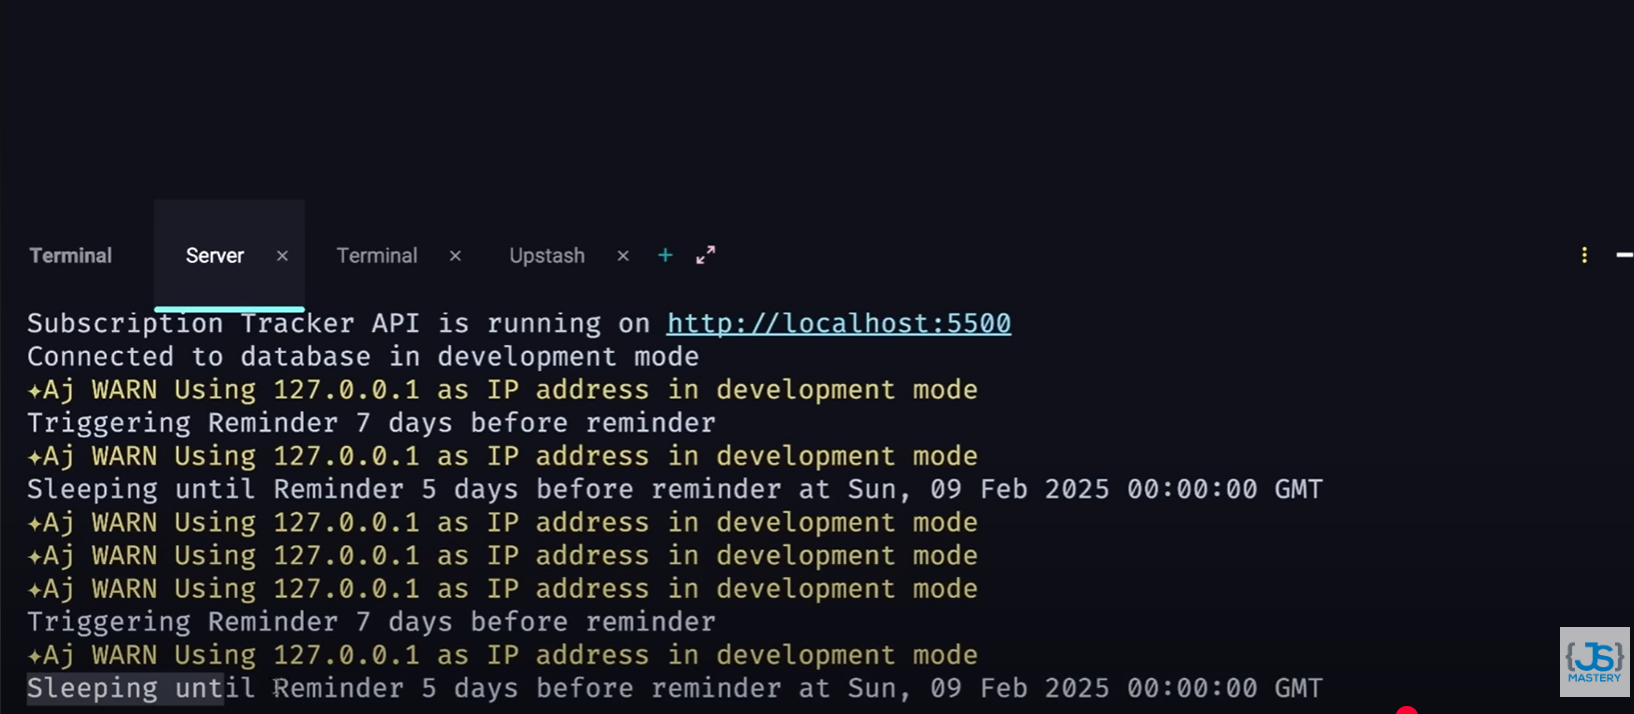 Terminal Server × Terminal × Upstash × +
Subscription Tracker API is running on http://localhost:5500
Connected to database in development mode
✦Aj WARN Using 127.0.0.1 as IP address in development mode
Triggering Reminder 7 days before reminder
✦Aj WARN Using 127.0.0.1 as IP address in development mode
Sleeping until Reminder 5 days before reminder at Sun, 09 Feb 2025 00:00:00 GMT
✦Aj WARN Using 127.0.0.1 as IP address in development mode
✦Aj WARN Using 127.0.0.1 as IP address in development mode
✦Aj WARN Using 127.0.0.1 as IP address in development mode
Triggering Reminder 7 days before reminder
✦Aj WARN Using 127.0.0.1 as IP address in development mode
Sleeping until Reminder 5 days before reminder at Sun, 09 Feb 2025 00:00:00 GMT
{JS}
MASTERY